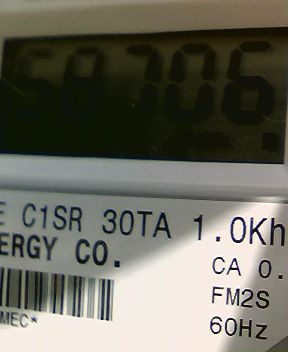 58706
E C1SR 30TA 1.0Kh
ERGY CO.
CA 0.
FM2S
MEC*
60Hz